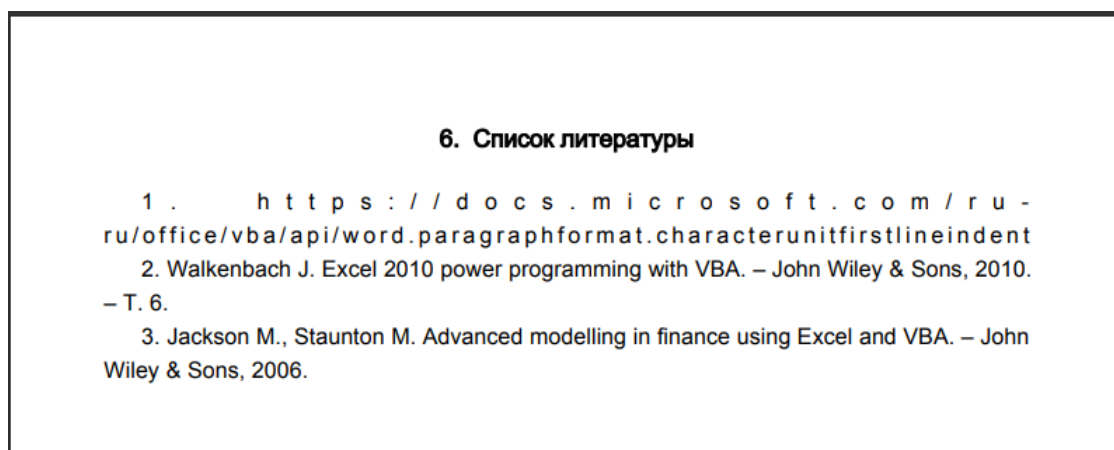 6. Список литературы
1. https://docs.microsoft.com/ru-
ru/office/vba/api/word.paragraphformat.characterunitfirstlineindent
2. Walkenbach J. Excel 2010 power programming with VBA. – John Wiley & Sons, 2010.
– T. 6.
3. Jackson M., Staunton M. Advanced modelling in finance using Excel and VBA. – John
Wiley & Sons, 2006.